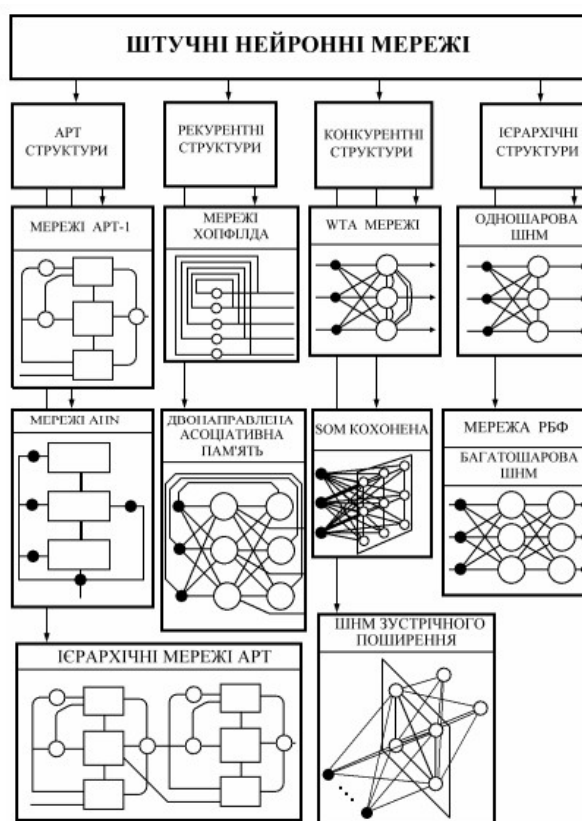 ШТУЧНІ НЕЙРОННІ МЕРЕЖІ
АРТ
СТРУКТУРИ
РЕКУРЕНТНІ
СТРУКТУРИ
КОНКУРЕНТНІ
СТРУКТУРИ
ІЄРАРХІЧНІ
СТРУКТУРИ
МЕРЕЖІ АРТ-1
МЕРЕЖІ
ХОПФІЛДА
WTA МЕРЕЖІ
ОДНОШАРОВА
ШНМ
МЕРЕЖІ AHN
ДВОНАПРАВЛЕНА
АСОЦІАТИВНА
ПАМ'ЯТЬ
SOM КОХОНЕНА
МЕРЕЖА РБФ
БАГАТОШАРОВА
ШНМ
ІЄРАРХІЧНІ МЕРЕЖІ АРТ
ШНМ ЗУСТРІЧНОГО
ПОШИРЕННЯ